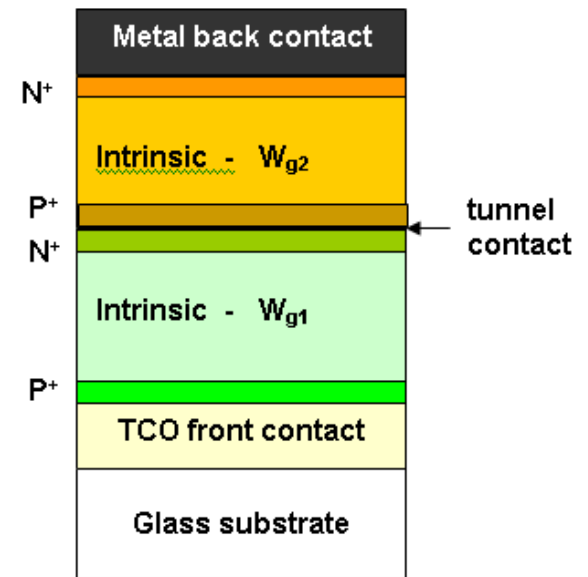 Metal back contact
N⁺
Intrinsic - Wg2
P⁺
tunnel
contact
N⁺
Intrinsic - Wg1
P⁺
TCO front contact
Glass substrate